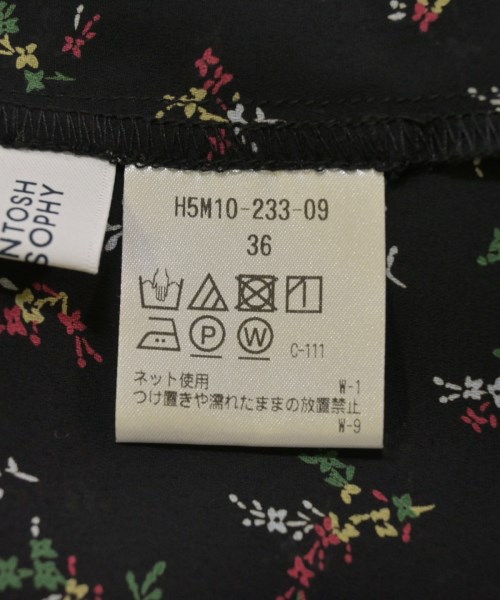 NTOSH
SOPHY
H5M10-233-09
36
P W C-111
ネット使用 W-1
つけ置きや濡れたままの放置禁止
W-9